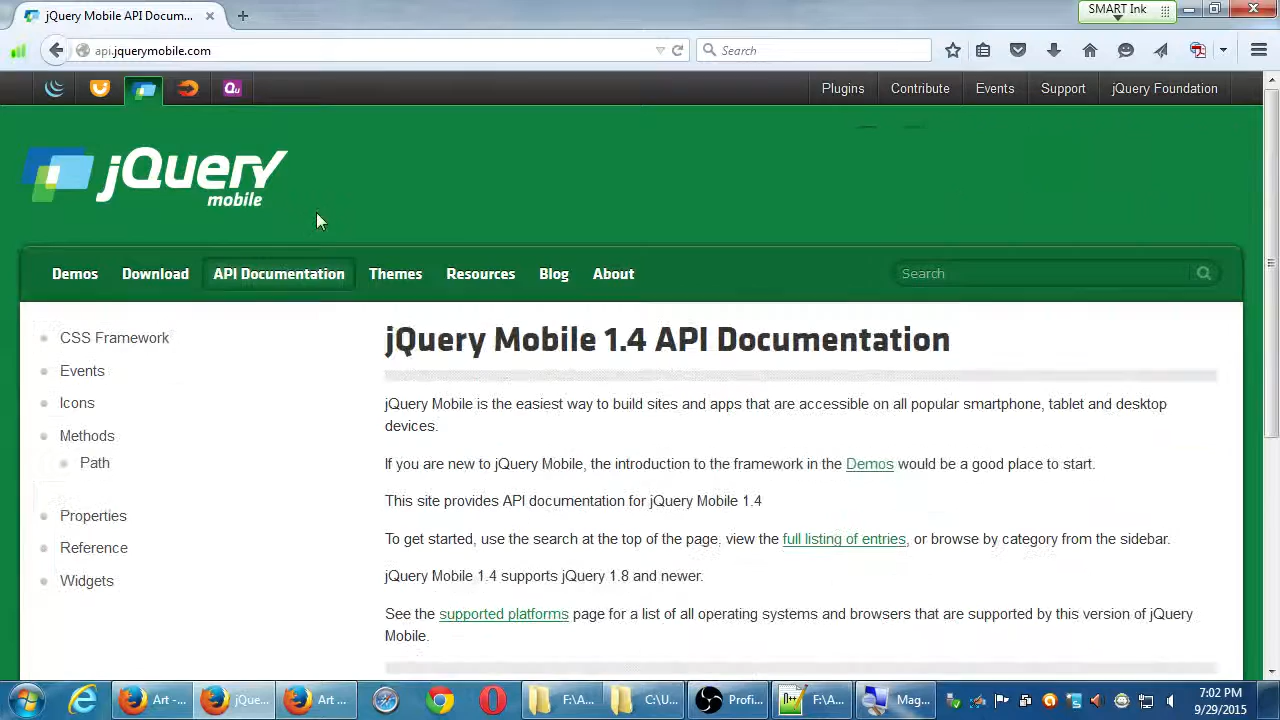 jQuery Mobile API Docum...
SMART Ink
api.jquerymobile.com
Search
Plugins
Contribute
Events
Support
jQuery Foundation
jQuery
mobile
Demos
Download
API Documentation
Themes
Resources
Blog
About
Search
CSS Framework
Events
Icons
Methods
Path
Properties
Reference
Widgets
jQuery Mobile 1.4 API Documentation
jQuery Mobile is the easiest way to build sites and apps that are accessible on all popular smartphone, tablet and desktop
devices.
If you are new to jQuery Mobile, the introduction to the framework in the Demos would be a good place to start.
This site provides API documentation for jQuery Mobile 1.4
To get started, use the search at the top of the page, view the full listing of entries, or browse by category from the sidebar.
jQuery Mobile 1.4 supports jQuery 1.8 and newer.
See the supported platforms page for a list of all operating systems and browsers that are supported by this version of jQuery
Mobile.
Art -...
jQue...
Art ...
F:\A...
C:\U...
Profi...
F:\A...
Mag...
7:02 PM
9/29/2015